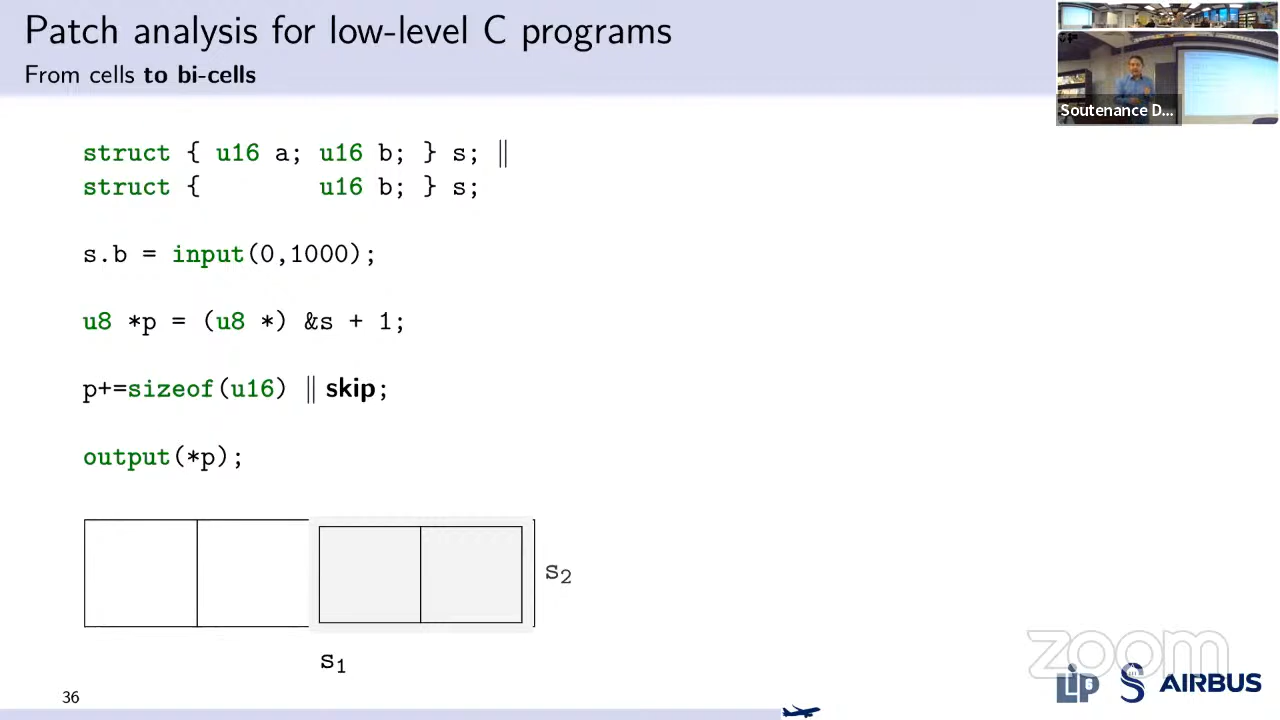 Patch analysis for low-level C programs
From cells to bi-cells
Soutenance D...
struct { u16 a; u16 b; } s; ||
struct { u16 b; } s;
s.b = input(0,1000);
u8 *p = (u8 *) &s + 1;
p+=sizeof(u16) || skip;
output(*p);
s2
s1
zoom
36
LIP6
AIRBUS